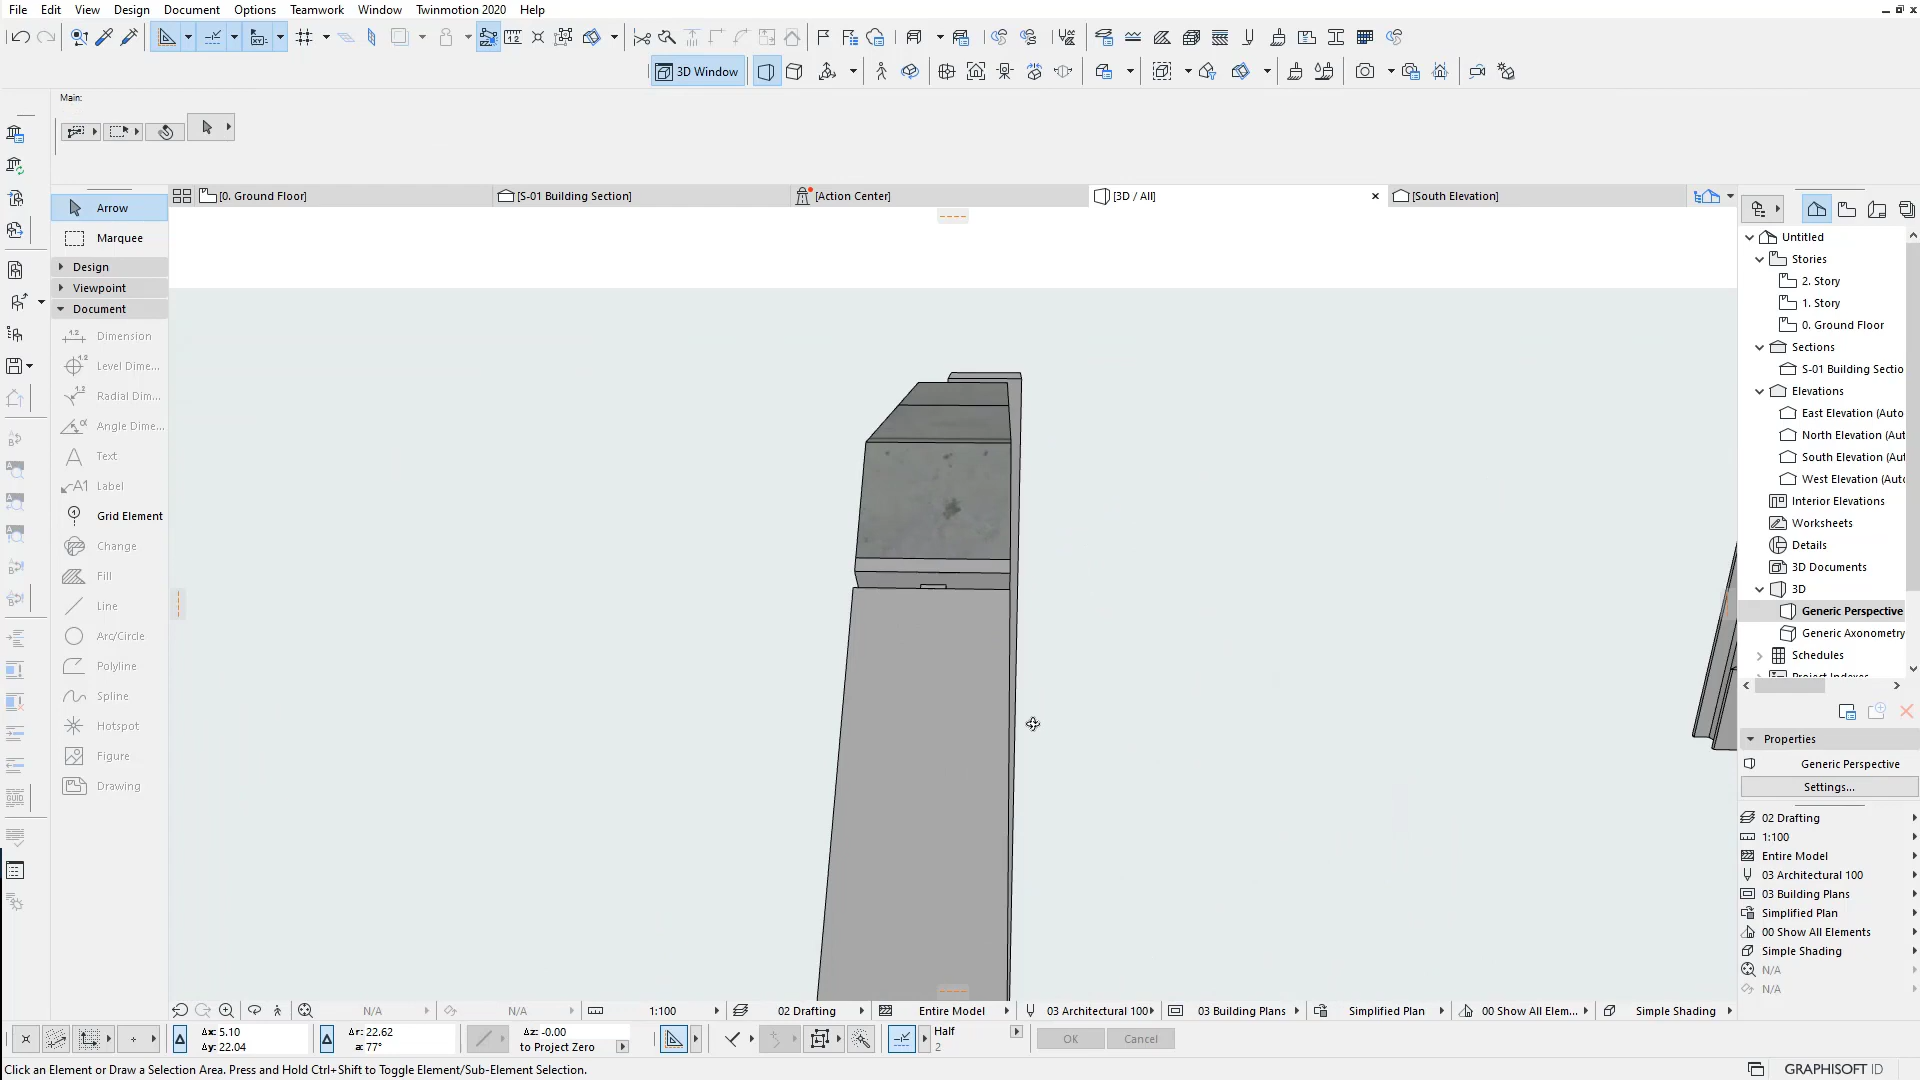 File Edit View Design Document Options Teamwork Window Twinmotion 2020 Help
3D Window
Main:
[0. Ground Floor]
[S-01 Building Section]
[Action Center]
[3D / All]
[South Elevation]
Arrow
Marquee
Design
Viewpoint
Document
Dimension
Level Dime...
Radial Dim...
Angle Dime...
Text
Label
Grid Element
Change
Fill
Line
Arc/Circle
Polyline
Spline
Hotspot
Figure
Drawing
Untitled
Stories
2. Story
1. Story
0. Ground Floor
Sections
S-01 Building Sectio
Elevations
East Elevation (Auto
North Elevation (Aut
South Elevation (Aut
West Elevation (Auto
Interior Elevations
Worksheets
Details
3D Documents
3D
Generic Perspective
Generic Axonometry
Schedules
Project Indexes
Properties
Generic Perspective
Settings...
02 Drafting
1:100
Entire Model
03 Architectural 100
03 Building Plans
Simplified Plan
00 Show All Elements
Simple Shading
N/A
N/A
N/A N/A 1:100 02 Drafting Entire Model 03 Architectural 100 03 Building Plans Simplified Plan 00 Show All Elem... Simple Shading
Δx: 5.10
Δy: 22.04
Δr: 22.62
a: 77°
Δz: -0.00
to Project Zero
Half
2
OK
Cancel
Click an Element or Draw a Selection Area. Press and Hold Ctrl+Shift to Toggle Element/Sub-Element Selection.
GRAPHISOFT ID